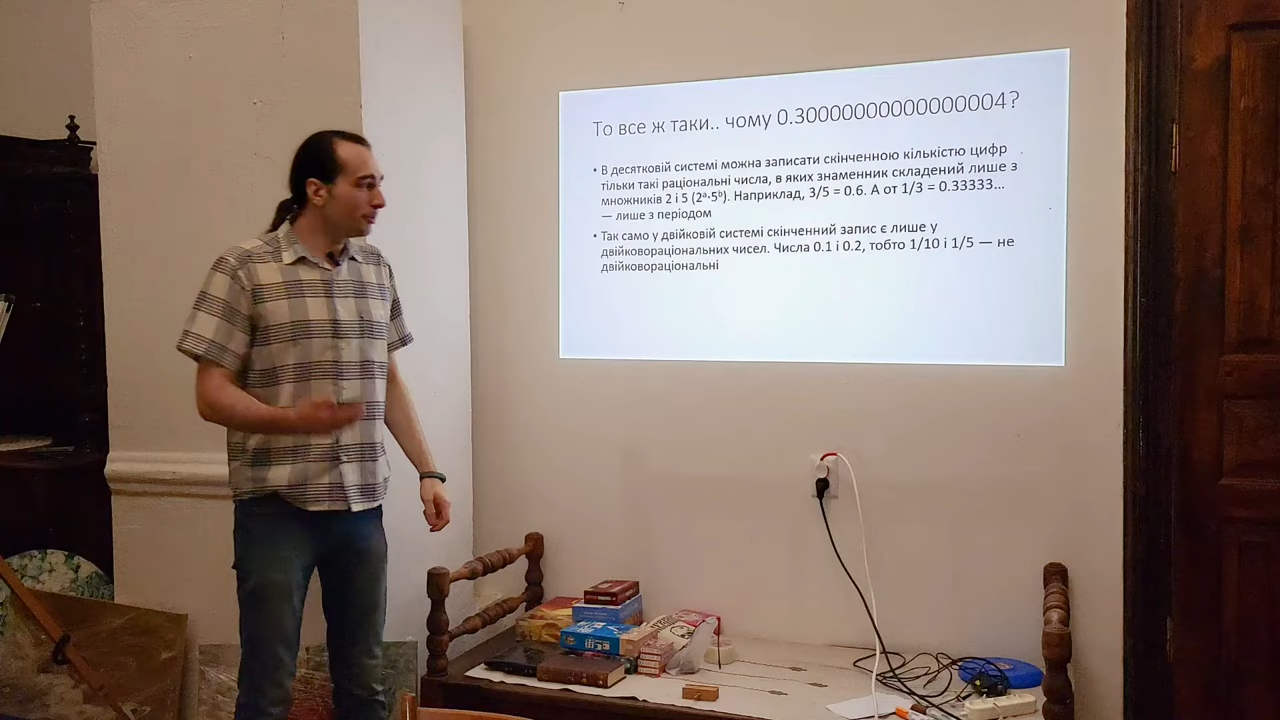 То все ж таки.. чому 0.30000000000000004?
• В десятковій системі можна записати скінченною кількістю цифр
тільки такі раціональні числа, в яких знаменник складений лише з
множників 2 і 5 (2ᵃ·5ᵇ). Наприклад, 3/5 = 0.6. А от 1/3 = 0.33333...
— лише з періодом
• Так само у двійковій системі скінченний запис є лише у
двійковораціональних чисел. Числа 0.1 і 0.2, тобто 1/10 і 1/5 — не
двійковораціональні